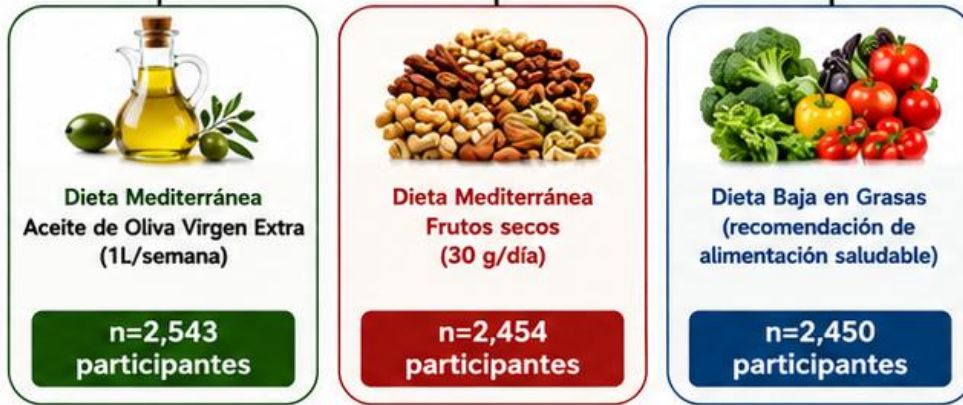 Dieta Mediterránea
Aceite de Oliva Virgen Extra
(1L/semana)
n=2,543
participantes
Dieta Mediterránea
Frutos secos
(30 g/día)
n=2,454
participantes
Dieta Baja en Grasas
(recomendación de
alimentación saludable)
n=2,450
participantes